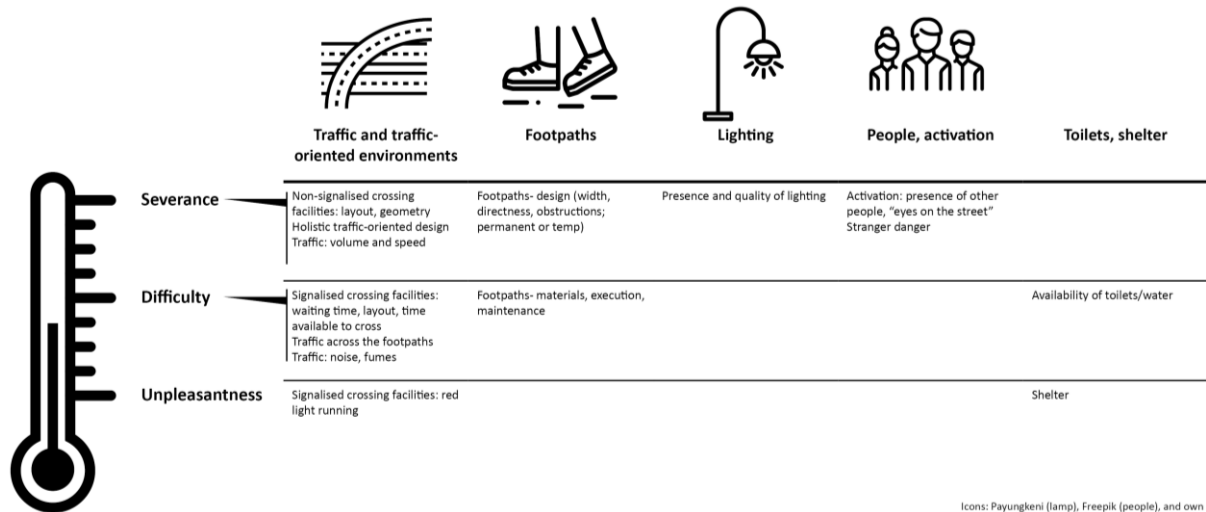 Traffic and traffic-
oriented environments
Footpaths
Lighting
People, activation
Toilets, shelter
Severance
Non-signalised crossing
facilities: layout, geometry
Holistic traffic-oriented design
Traffic: volume and speed
Footpaths- design (width,
directness, obstructions;
permanent or temp)
Presence and quality of lighting
Activation: presence of other
people, “eyes on the street”
Stranger danger
Difficulty
Signalised crossing facilities:
waiting time, layout, time
available to cross
Traffic across the footpaths
Traffic: noise, fumes
Footpaths- materials, execution,
maintenance
Availability of toilets/water
Unpleasantness
Signalised crossing facilities: red
light running
Shelter
Icons: Payungkeni (lamp), Freepik (people), and own